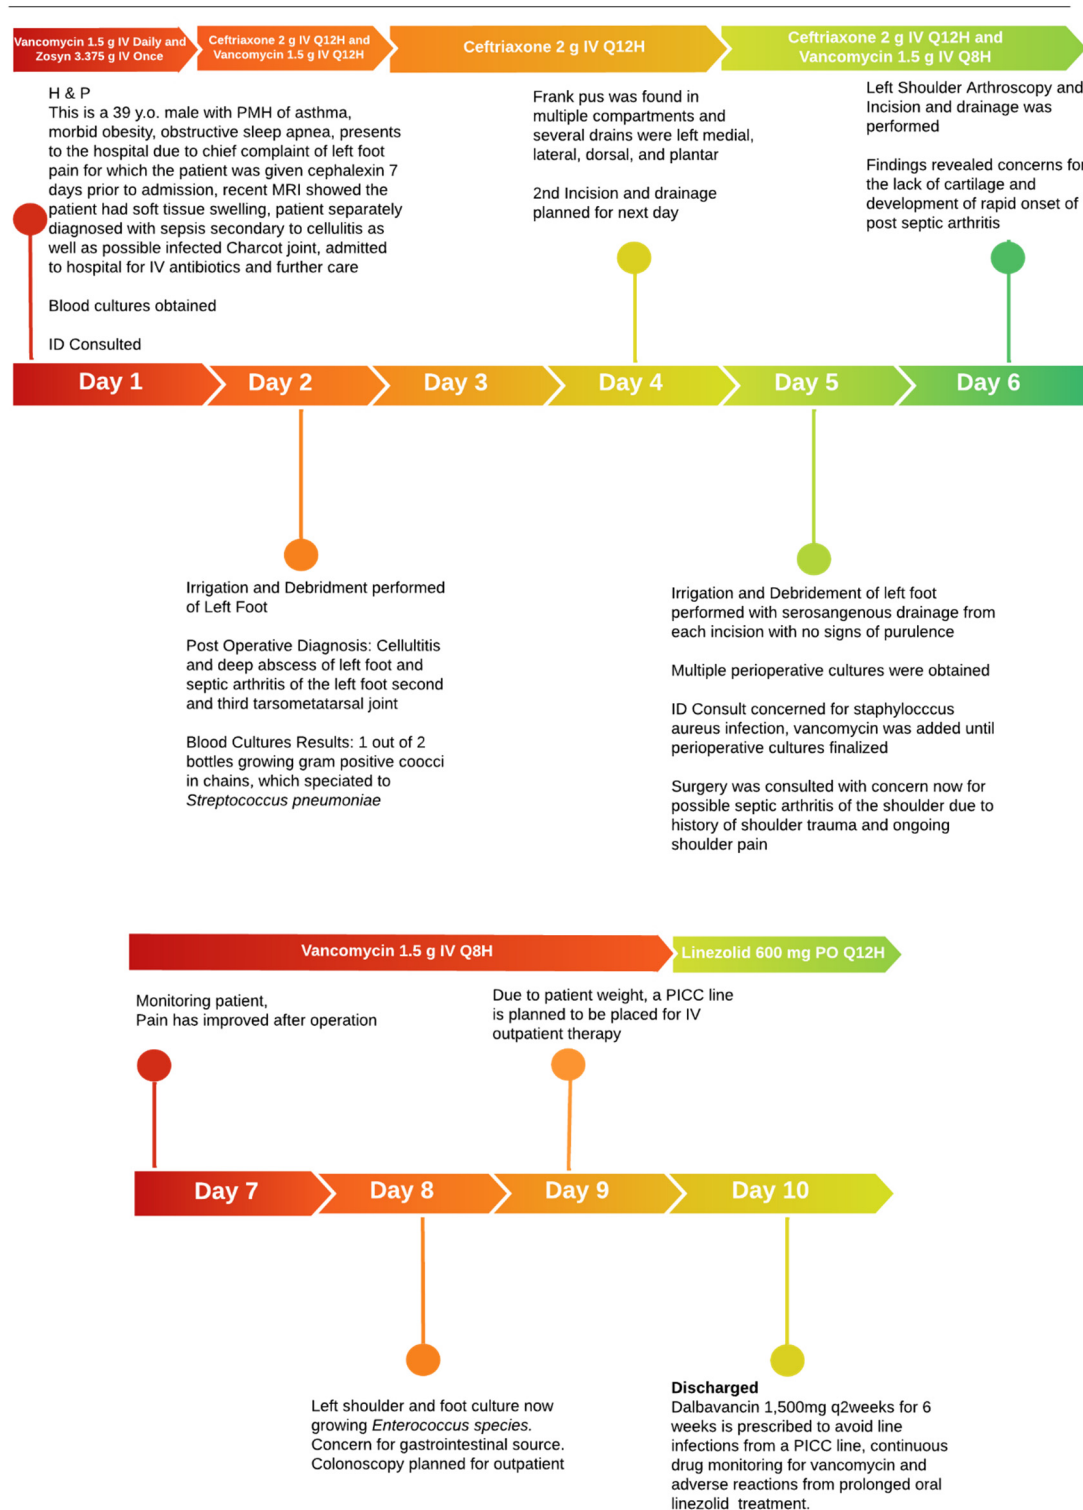 Vancomycin 1.5 g IV Daily and
Zosyn 3.375 g IV Once
Ceftriaxone 2 g IV Q12H and
Vancomycin 1.5 g IV Q12H
Ceftriaxone 2 g IV Q12H
Ceftriaxone 2 g IV Q12H and
Vancomycin 1.5 g IV Q8H
H & P
This is a 39 y.o. male with PMH of asthma,
morbid obesity, obstructive sleep apnea, presents
to the hospital due to chief complaint of left foot
pain for which the patient was given cephalexin 7
days prior to admission, recent MRI showed the
patient had soft tissue swelling, patient separately
diagnosed with sepsis secondary to cellulitis as
well as possible infected Charcot joint, admitted
to hospital for IV antibiotics and further care
Blood cultures obtained
ID Consulted
Frank pus was found in
multiple compartments and
several drains were left medial,
lateral, dorsal, and plantar
2nd Incision and drainage
planned for next day
Left Shoulder Arthroscopy and
Incision and drainage was
performed
Findings revealed concerns for
the lack of cartilage and
development of rapid onset of
post septic arthritis
Day 1
Day 2
Day 3
Day 4
Day 5
Day 6
Irrigation and Debridment performed
of Left Foot
Post Operative Diagnosis: Cellultitis
and deep abscess of left foot and
septic arthritis of the left foot second
and third tarsometatarsal joint
Blood Cultures Results: 1 out of 2
bottles growing gram positive coocci
in chains, which speciated to
Streptococcus pneumoniae
Irrigation and Debridement of left foot
performed with serosangenous drainage from
each incision with no signs of purulence
Multiple perioperative cultures were obtained
ID Consult concerned for staphylocccus
aureus infection, vancomycin was added until
perioperative cultures finalized
Surgery was consulted with concern now for
possible septic arthritis of the shoulder due to
history of shoulder trauma and ongoing
shoulder pain
Vancomycin 1.5 g IV Q8H
Linezolid 600 mg PO Q12H
Monitoring patient,
Pain has improved after operation
Due to patient weight, a PICC line
is planned to be placed for IV
outpatient therapy
Day 7
Day 8
Day 9
Day 10
Left shoulder and foot culture now
growing Enterococcus species.
Concern for gastrointestinal source.
Colonoscopy planned for outpatient
Discharged
Dalbavancin 1,500mg q2weeks for 6
weeks is prescribed to avoid line
infections from a PICC line, continuous
drug monitoring for vancomycin and
adverse reactions from prolonged oral
linezolid treatment.